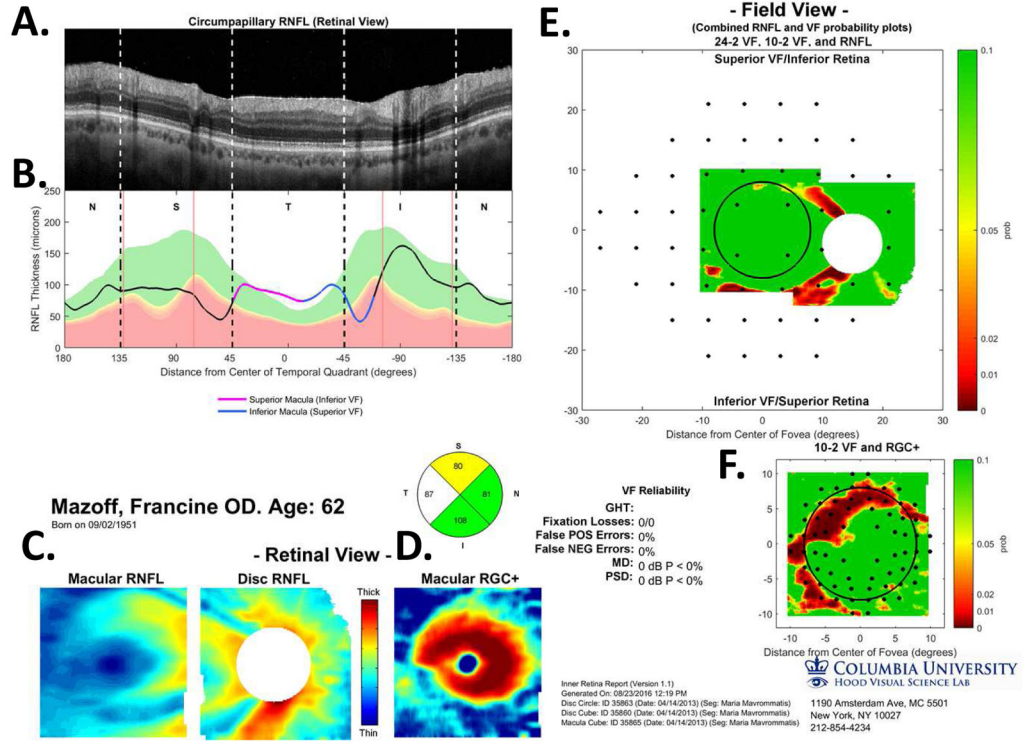 A.
Circumpapillary RNFL (Retinal View)
B.
250
200
150
100
50
0
RNFL Thickness (microns)
N
S
T
I
N
180
135
90
45
0
-45
-90
-135
-180
Distance from Center of Temporal Quadrant (degrees)
Superior Macula (Inferior VF)
Inferior Macula (Superior VF)
E.
- Field View -
(Combined RNFL and VF probability plots)
24-2 VF, 10-2 VF, and RNFL
Superior VF/Inferior Retina
30
20
10
0
-10
-20
-30
Inferior VF/Superior Retina
-30
-20
-10
0
10
20
30
Distance from Center of Fovea (degrees)
0.1
0.05
0.02
0.01
0
prob
Mazoff, Francine OD. Age: 62
Born on 09/02/1951
S
80
T
87
81
N
108
I
VF Reliability
GHT:
Fixation Losses: 0/0
False POS Errors: 0%
False NEG Errors: 0%
MD: 0 dB P < 0%
PSD: 0 dB P < 0%
F.
10-2 VF and RGC+
10
5
0
-5
-10
-10
-5
0
5
10
Distance from Center of Fovea (degrees)
0.1
0.05
0.02
0.01
0
prob
C.
- Retinal View -
D.
Macular RNFL
Disc RNFL
Macular RGC+
Thick
Thin
Inner Retina Report (Version 1.1)
Generated On: 08/23/2016 12:19 PM
Disc Circle: ID 35863 (Date: 04/14/2013) (Seg: Maria Mavrommatis)
Disc Cube: ID 35860 (Date: 04/14/2013) (Seg: Maria Mavrommatis)
Macula Cube: ID 35865 (Date: 04/14/2013) (Seg: Maria Mavrommatis)
COLUMBIA UNIVERSITY
HOOD VISUAL SCIENCE LAB
1190 Amsterdam Ave, MC 5501
New York, NY 10027
212-854-4234